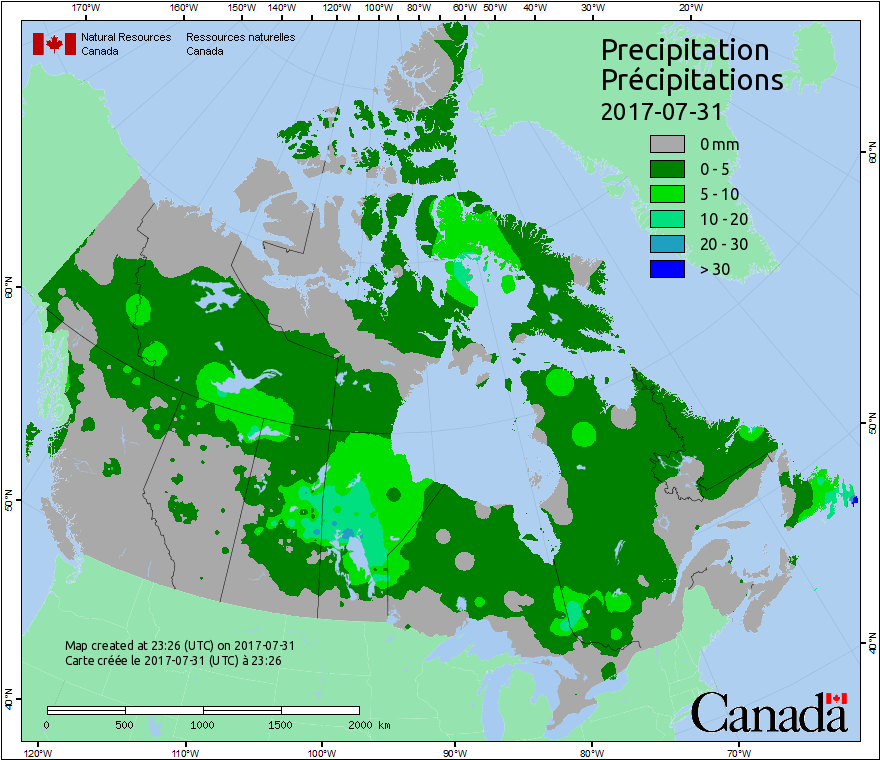 170°W 160°W 150°W 140°W 120°W 100°W 80°W 60°W 50°W 40°W 30°W 20°W
Natural Resources Ressources naturelles
Canada Canada
Precipitation
Précipitations
2017-07-31
0 mm
0 - 5
5 - 10
10 - 20
20 - 30
> 30
60°N
60°N
50°N
50°N
40°N
40°N
Map created at 23:26 (UTC) on 2017-07-31
Carte créée le 2017-07-31 (UTC) à 23:26
0 500 1000 1500 2000 km
Canada
120°W 110°W 100°W 90°W 80°W 70°W